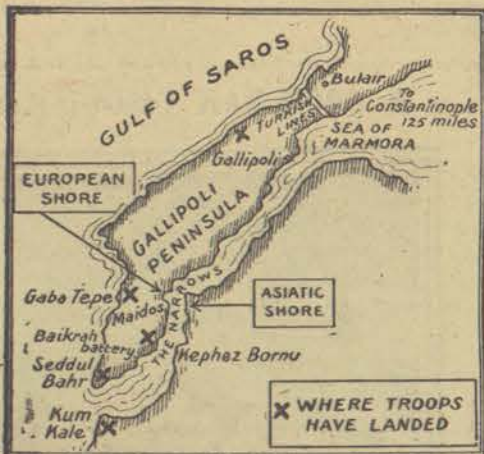 GULF OF SAROS
Bulair
To
Constantinople
125 miles
TURKISH
LINES
SEA OF
MARMORA
Gallipoli
EUROPEAN
SHORE
GALLIPOLI
PENINSULA
THE NARROWS
ASIATIC
SHORE
Gaba Tepe
Maidos
Baikrah
battery
Seddul
Bahr
Kephez Bornu
Kum
Kale
X WHERE TROOPS
HAVE LANDED